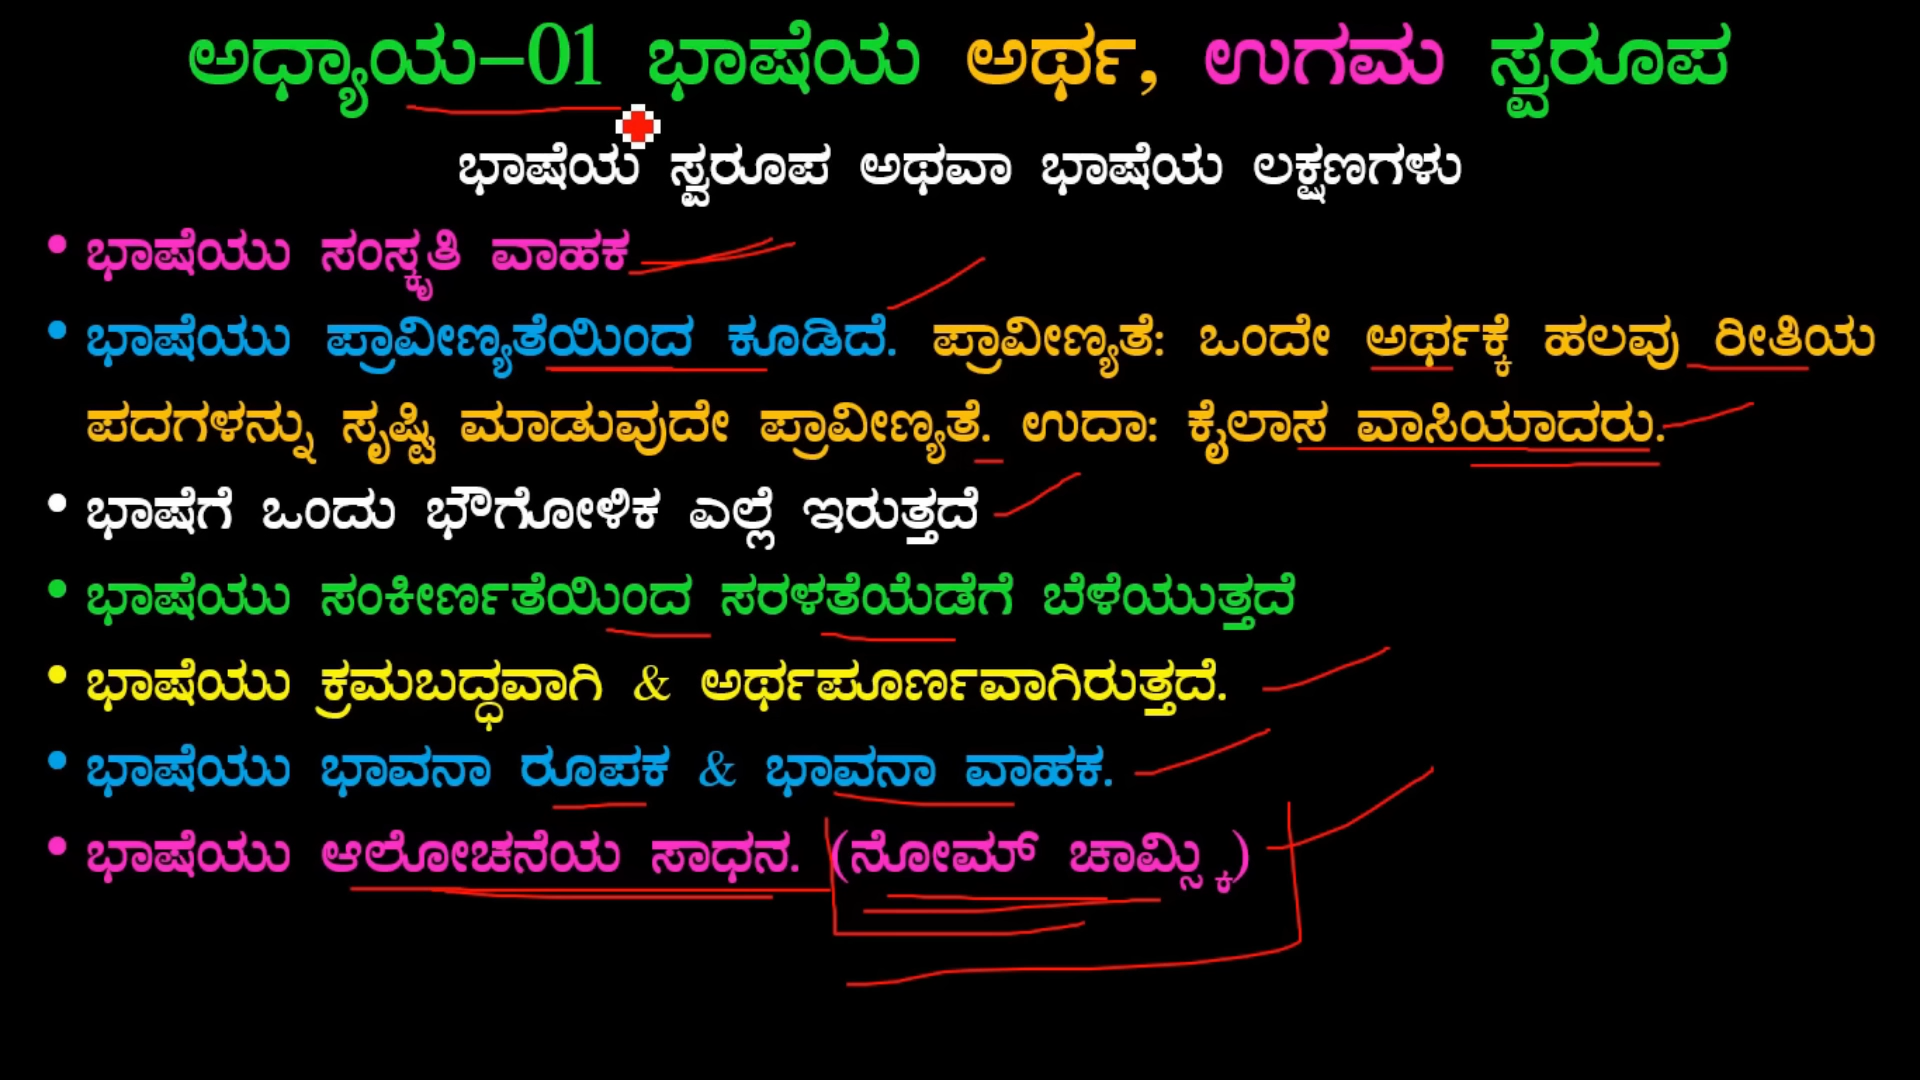 ಅಧ್ಯಾಯ-01 ಭಾಷೆಯ ಅರ್ಥ, ಉಗಮ ಸ್ವರೂಪ
ಭಾಷೆಯ ಸ್ವರೂಪ ಅಥವಾ ಭಾಷೆಯ ಲಕ್ಷಣಗಳು
• ಭಾಷೆಯು ಸಂಸ್ಕೃತಿ ವಾಹಕ
• ಭಾಷೆಯು ಪ್ರಾವೀಣ್ಯತೆಯಿಂದ ಕೂಡಿದೆ. ಪ್ರಾವೀಣ್ಯತೆ: ಒಂದೇ ಅರ್ಥಕ್ಕೆ ಹಲವು ರೀತಿಯ
ಪದಗಳನ್ನು ಸೃಷ್ಟಿ ಮಾಡುವುದೇ ಪ್ರಾವೀಣ್ಯತೆ. ಉದಾ: ಕೈಲಾಸ ವಾಸಿಯಾದರು.
• ಭಾಷೆಗೆ ಒಂದು ಭೌಗೋಳಿಕ ಎಲ್ಲೆ ಇರುತ್ತದೆ
• ಭಾಷೆಯು ಸಂಕೀರ್ಣತೆಯಿಂದ ಸರಳತೆಯೆಡೆಗೆ ಬೆಳೆಯುತ್ತದೆ
• ಭಾಷೆಯು ಕ್ರಮಬದ್ಧವಾಗಿ & ಅರ್ಥಪೂರ್ಣವಾಗಿರುತ್ತದೆ.
• ಭಾಷೆಯು ಭಾವನಾ ರೂಪಕ & ಭಾವನಾ ವಾಹಕ.
• ಭಾಷೆಯು ಆಲೋಚನೆಯ ಸಾಧನ. (ನೋಮ್ ಚಾಮ್ಸ್ಕಿ)